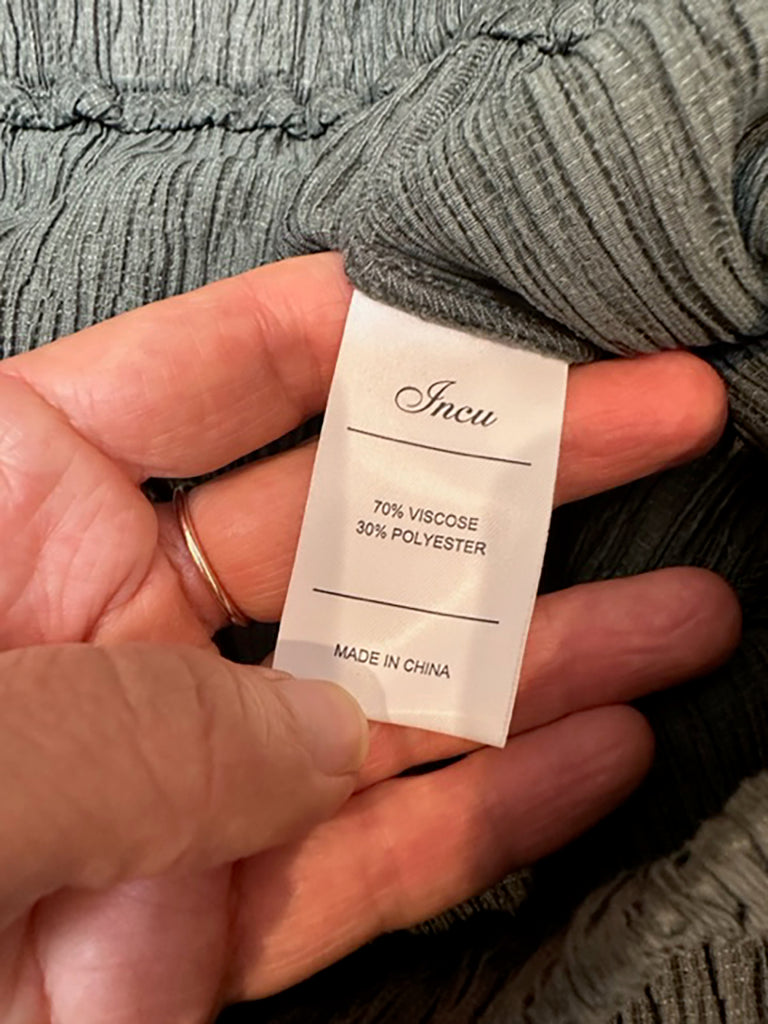 Incu
70% VISCOSE
30% POLYESTER
MADE IN CHINA